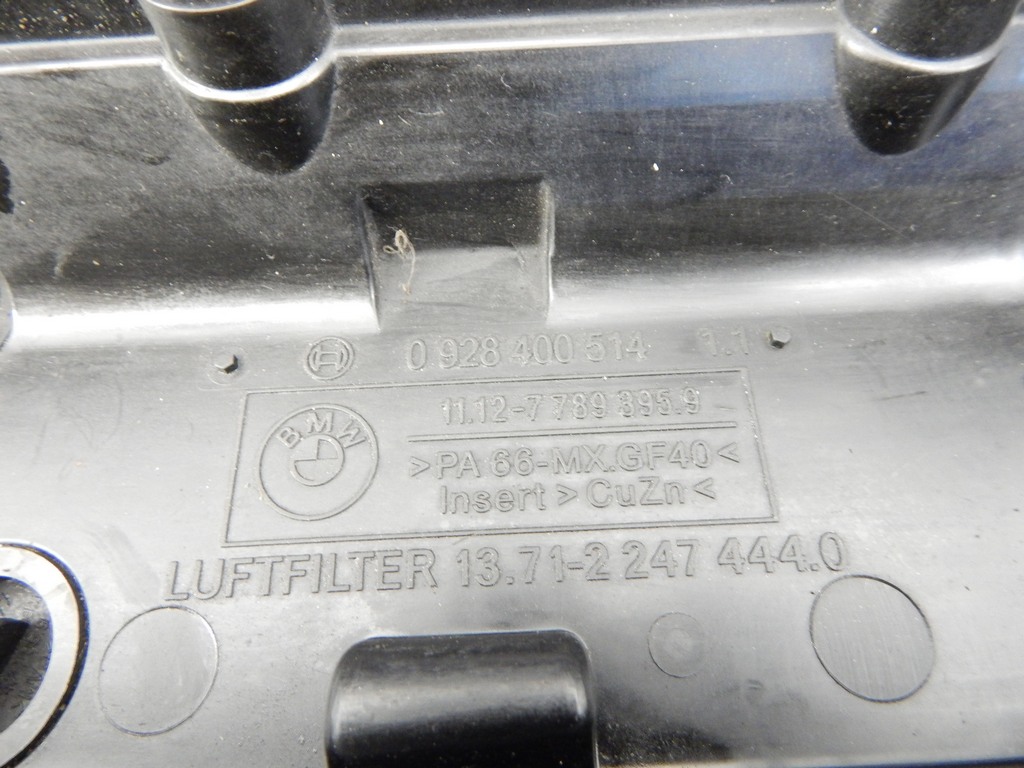 0 928 400 514 1.1
BMW
11.12-7 789 395.9
>PA 66-MX.GF40<
Insert >CuZn<
LUFTFILTER 13.71-2 247 444.0